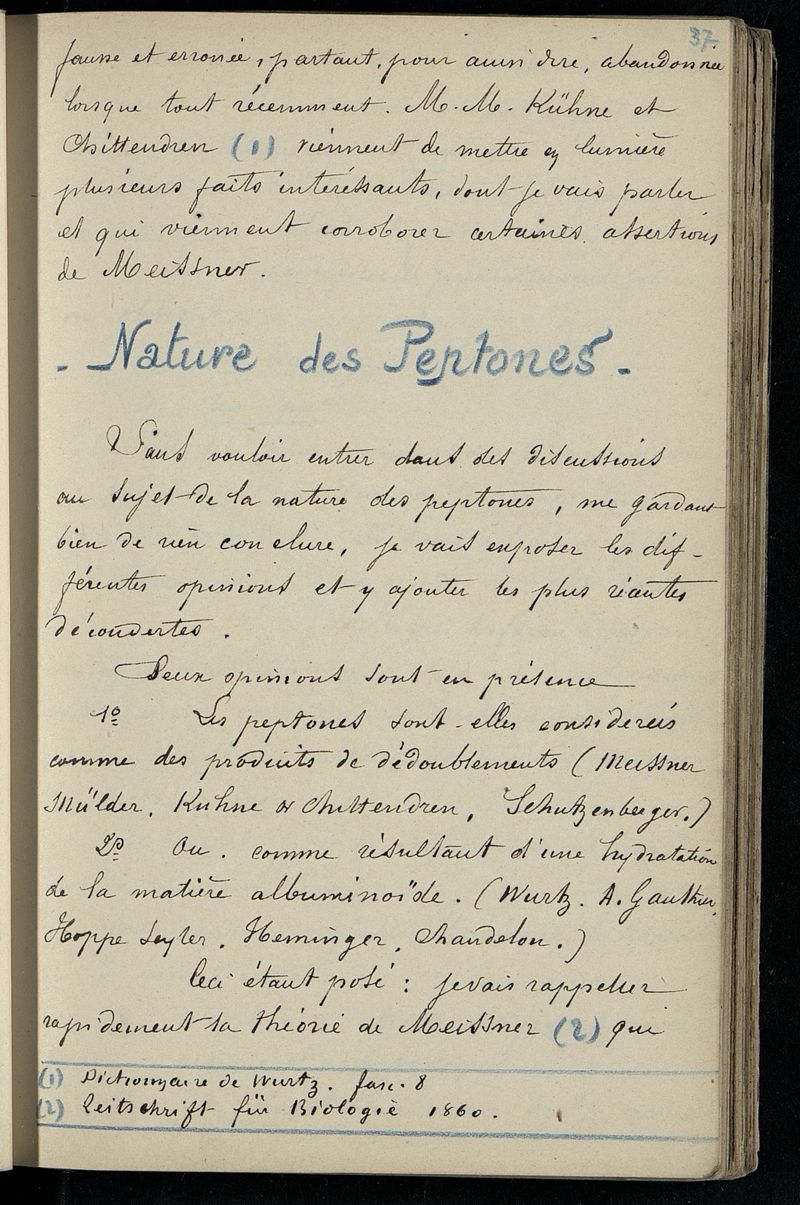 37
fausse et erronée, partant, pour ainsi dire, abandonnée
lorsque tout récemment. M. M. Kühne et
Chittendren (1) viennent de mettre en lumière
plusieurs faits intéressants, dont je vais parler
et qui viennent corroborer certaines assertions
de Meissner.
- Nature des Peptones -
Sans vouloir entrer dans des discussions
au sujet de la nature des peptones, me gardant
bien de rien conclure, je vais exposer les dif-
férentes opinions et y ajouter les plus récentes
découvertes.
Deux opinions sont en présence
1º Les peptones sont-elles considereés
comme des produits de dédoublements (Meissner
Mülder, Kuhne & Chittendren, Schutzenberger.)
2º Ou. comme résultant d'une hydratation
de la matière albuminoïde. (Wurtz. A. Gauthier,
Hoppe Seyler, Heminger, Chandelon.)
Ceci étant posé : je vais rappeller
rapidement la théorie de Meissner (2) qui
(1) Dictionnaire de Wurtz. fasc. 8
(2) Zeitschrift für Biologie 1860.